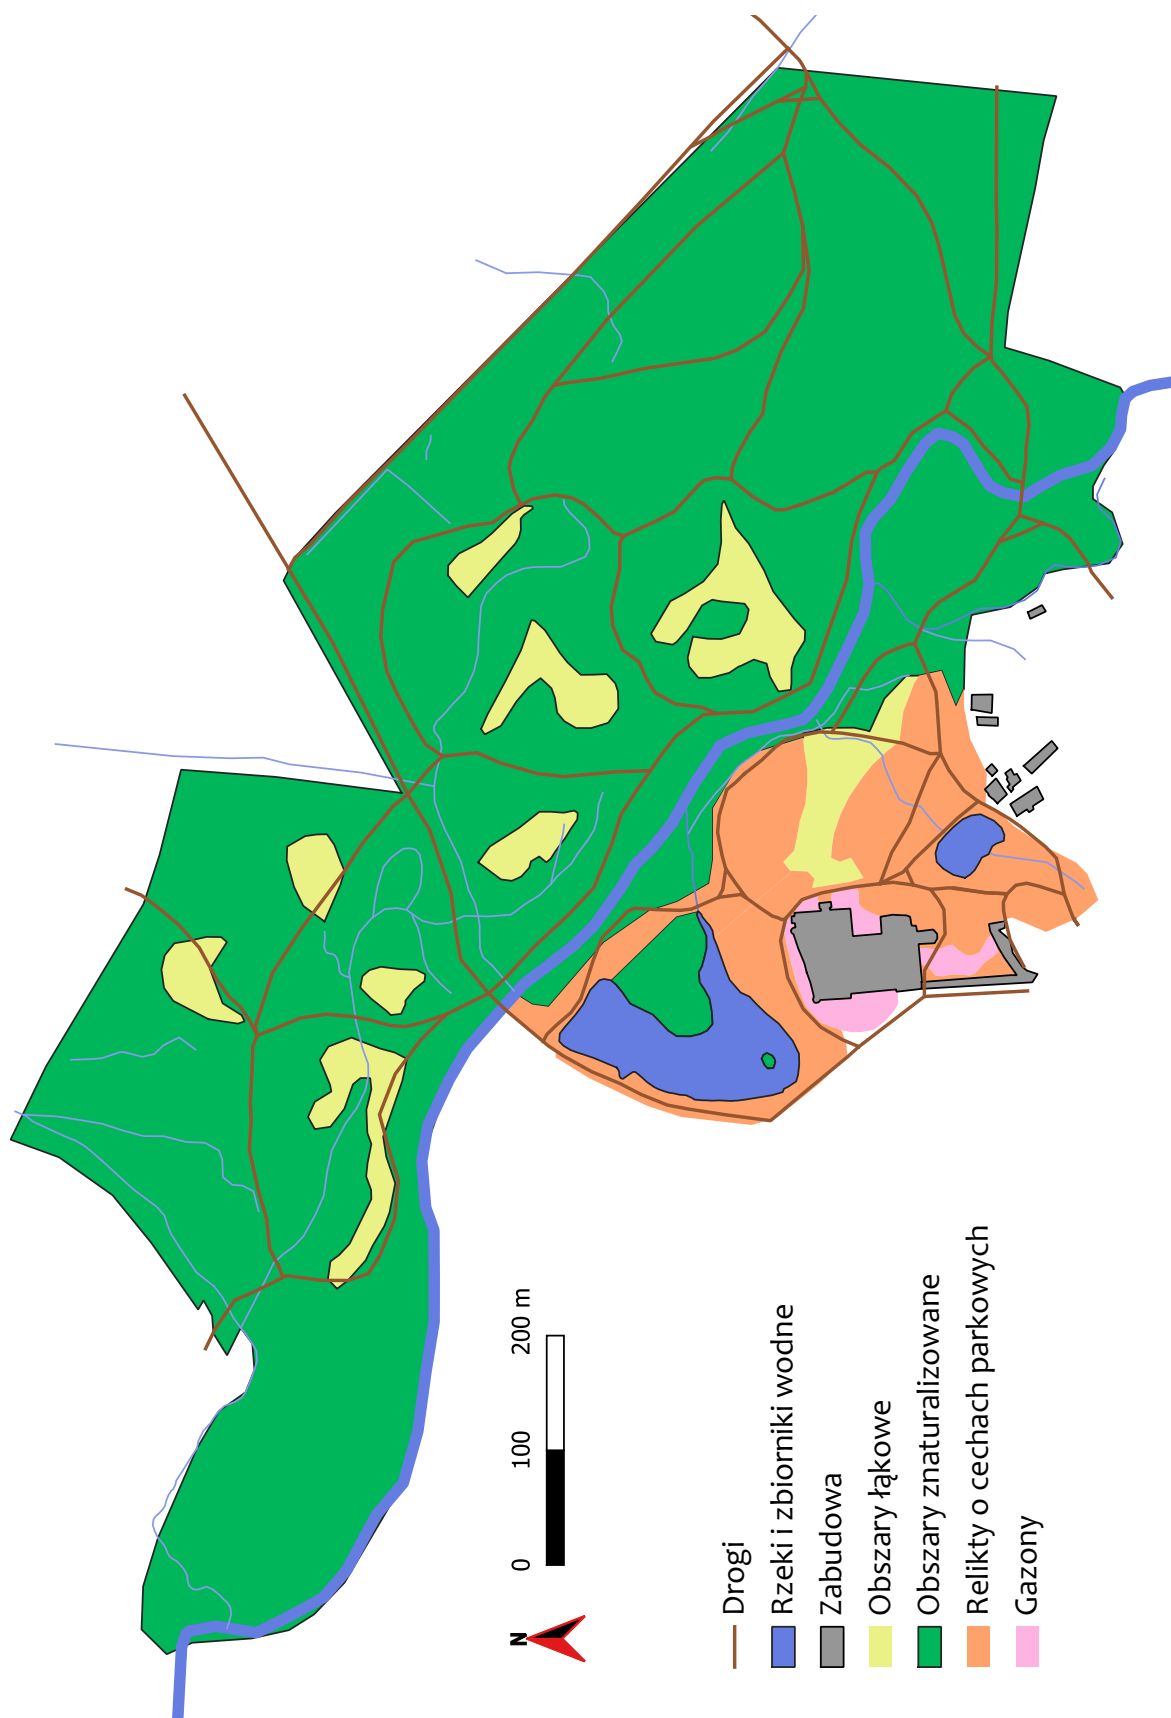 N
0 100 200 m
Drogi
Rzeki i zbiorniki wodne
Zabudowa
Obszary łąkowe
Obszary znaturalizowane
Relikty o cechach parkowych
Gazony